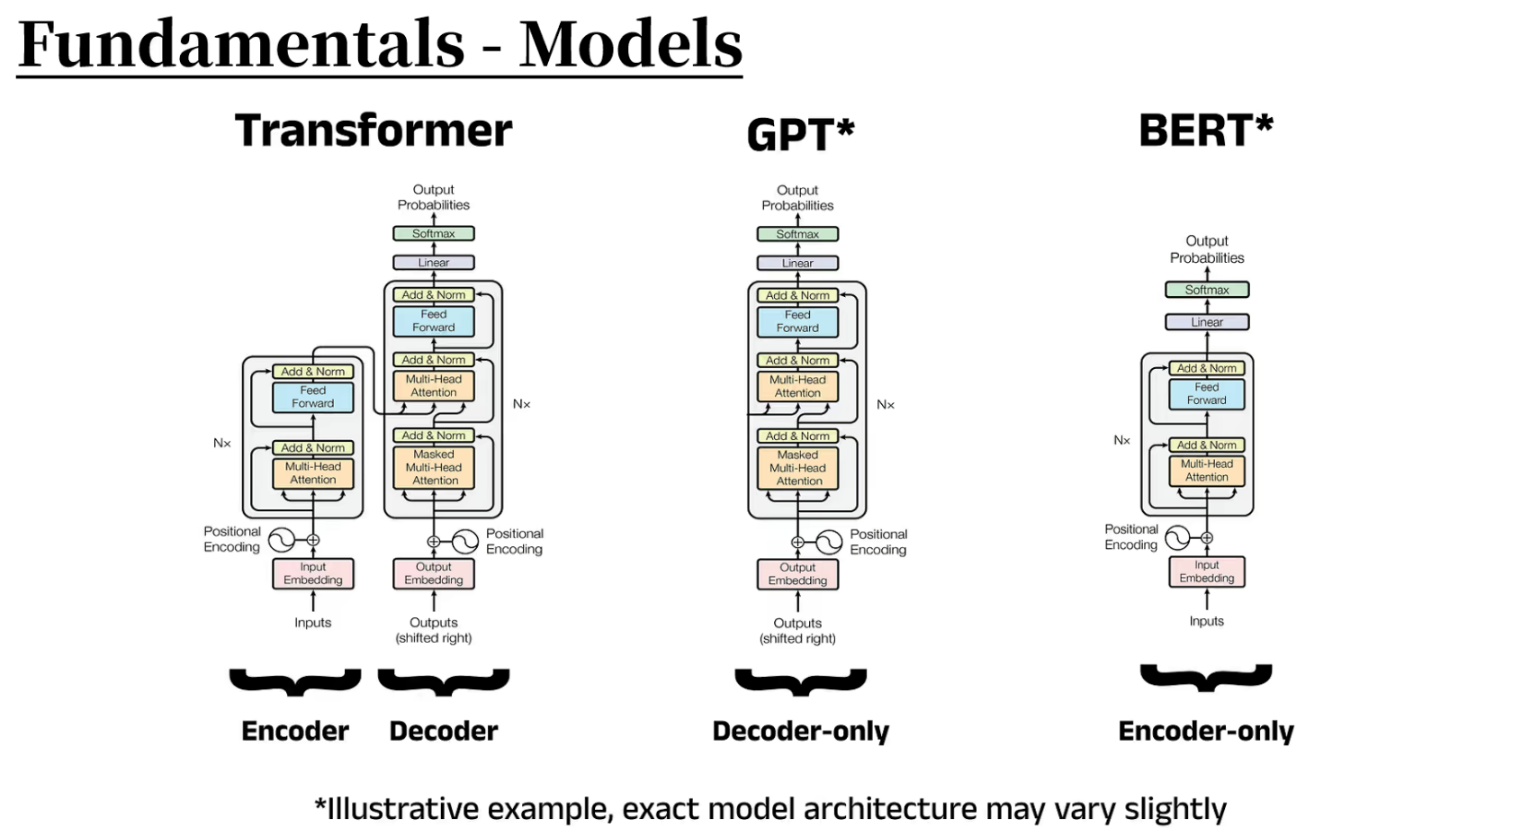 Fundamentals - Models
Transformer
Output
Probabilities
Softmax
Linear
Add & Norm
Feed
Forward
Add & Norm
Multi-Head
Attention
Add & Norm
Masked
Multi-Head
Attention
N×
Positional
Encoding
Output
Embedding
Outputs
(shifted right)
Add & Norm
Feed
Forward
Add & Norm
Multi-Head
Attention
N×
Positional
Encoding
Input
Embedding
Inputs
Encoder
Decoder
GPT*
Output
Probabilities
Softmax
Linear
Add & Norm
Feed
Forward
Add & Norm
Multi-Head
Attention
Add & Norm
Masked
Multi-Head
Attention
N×
Positional
Encoding
Output
Embedding
Outputs
(shifted right)
Decoder-only
BERT*
Output
Probabilities
Softmax
Linear
Add & Norm
Feed
Forward
Add & Norm
Multi-Head
Attention
N×
Positional
Encoding
Input
Embedding
Inputs
Encoder-only
*Illustrative example, exact model architecture may vary slightly